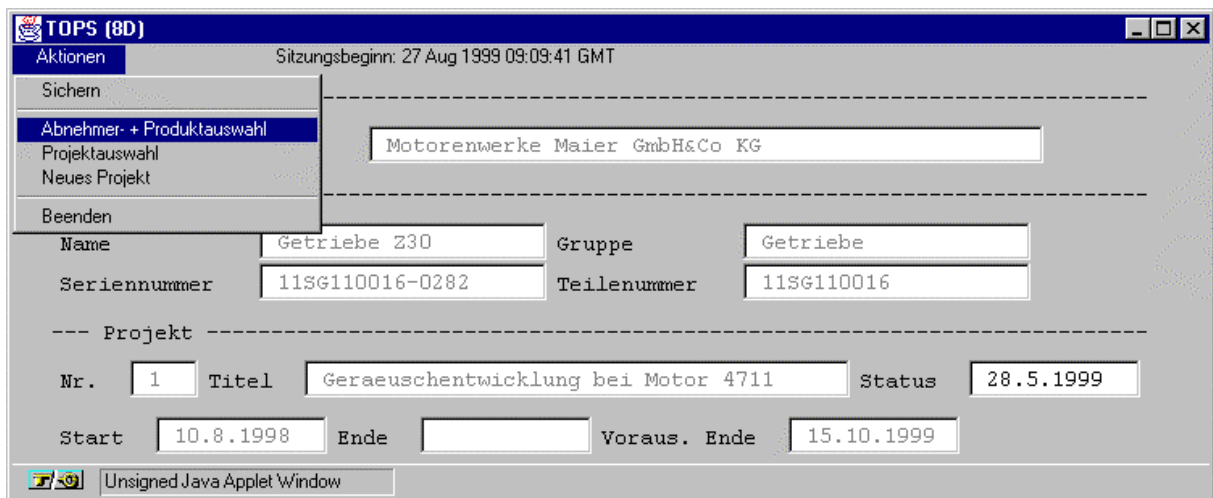 TOPS (8D)
Aktionen Sitzungsbeginn: 27 Aug 1999 09:09:41 GMT
Sichern
Abnehmer- + Produktauswahl
Motorenwerke Maier GmbH&Co KG
Projektauswahl
Neues Projekt
Beenden
Name Getriebe Z30 Gruppe Getriebe
Seriennummer 11SG110016-0282 Teilenummer 11SG110016
--- Projekt ---
Nr. 1 Titel Geraeuschentwicklung bei Motor 4711 Status 28.5.1999
Start 10.8.1998 Ende Voraus. Ende 15.10.1999
Unsigned Java Applet Window